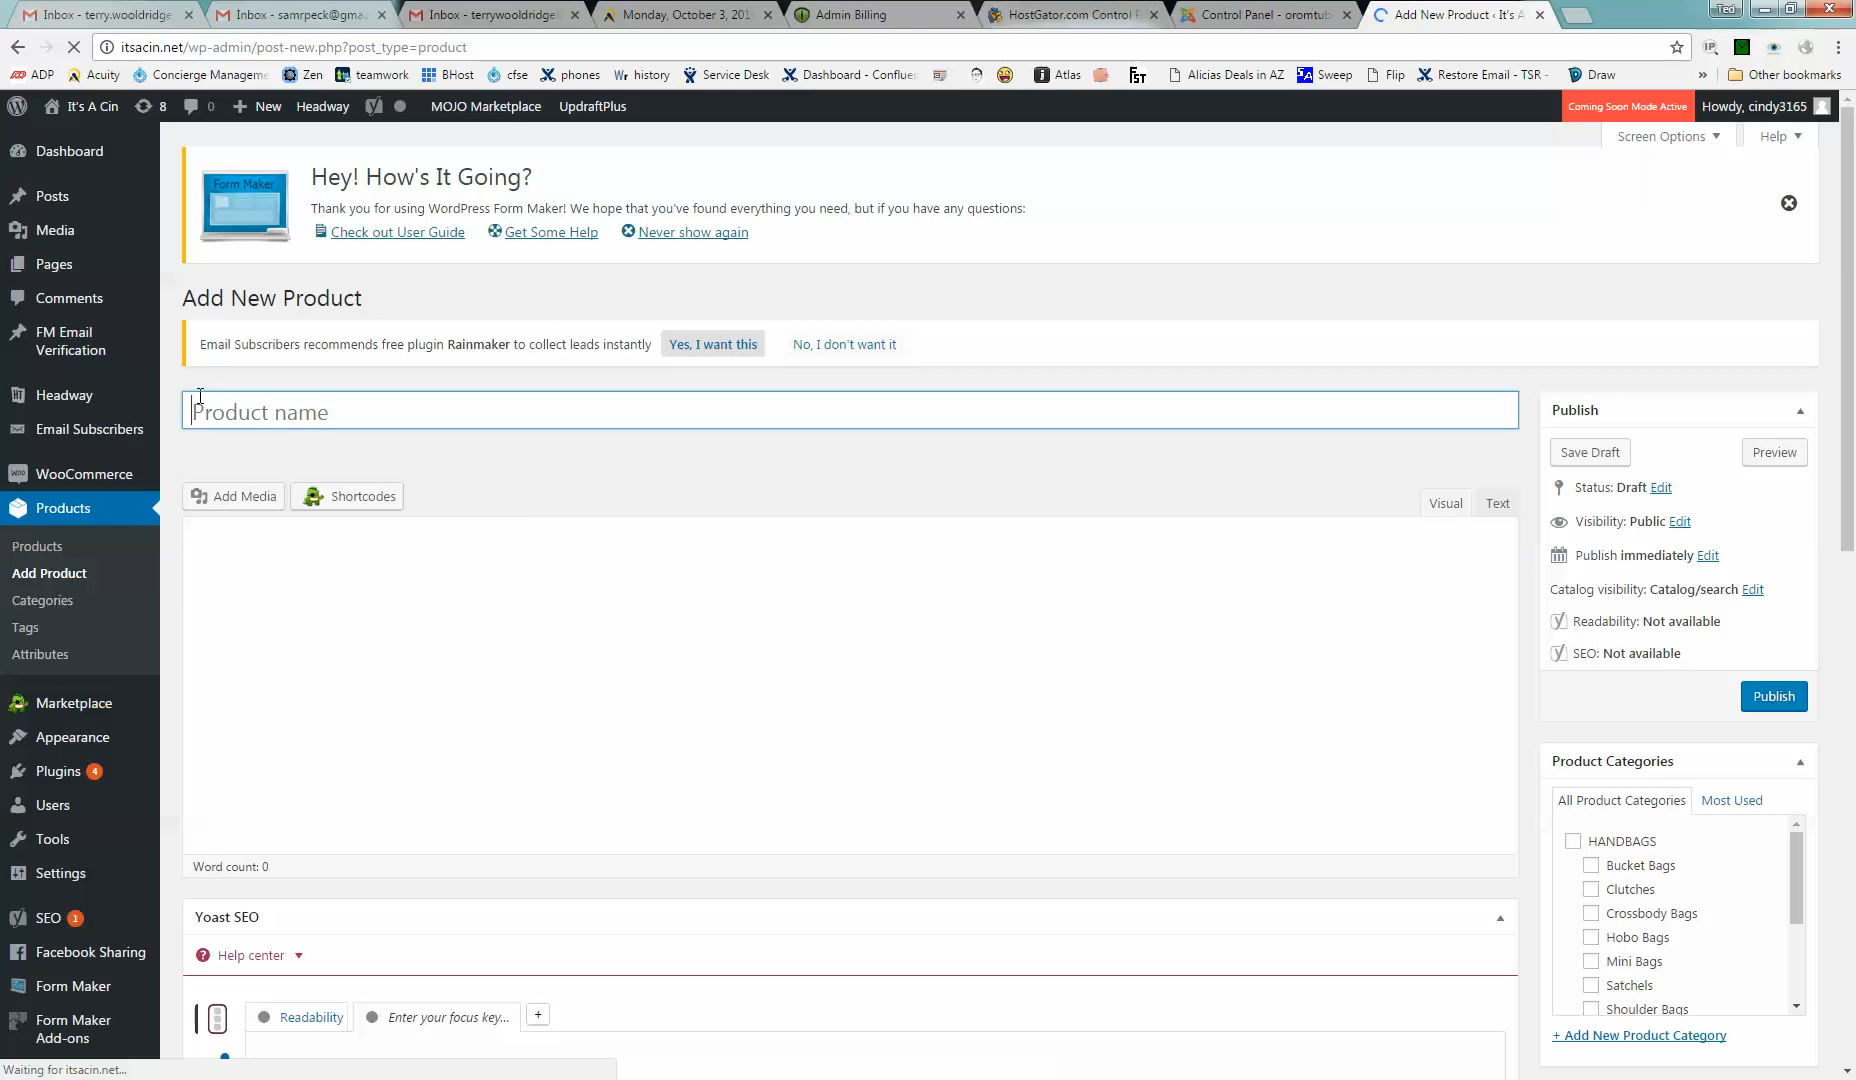 Inbox - terry.wooldridge
Inbox - samrpeck@gma
Inbox - terrywooldridge
Monday, October 3, 201
Admin Billing
HostGator.com Control P
Control Panel - oromtub
Add New Product ‹ It's A
Ted
itsacin.net/wp-admin/post-new.php?post_type=product
ADP
Acuity
Concierge Manageme
Zen
teamwork
BHost
cfse
phones
Wr history
Service Desk
Dashboard - Confluen
Atlas
Alicias Deals in AZ
Sweep
Flip
Restore Email - TSR -
Draw
»
Other bookmarks
It's A Cin
8
0
New
Headway
MOJO Marketplace
UpdraftPlus
Coming Soon Mode Active
Howdy, cindy3165
Screen Options
Help
Dashboard
Posts
Media
Pages
Comments
FM Email
Verification
Headway
Email Subscribers
WooCommerce
Products
Products
Add Product
Categories
Tags
Attributes
Marketplace
Appearance
Plugins 4
Users
Tools
Settings
SEO 1
Facebook Sharing
Form Maker
Form Maker
Add-ons
Form Maker
Hey! How's It Going?
Thank you for using WordPress Form Maker! We hope that you've found everything you need, but if you have any questions:
Check out User Guide
Get Some Help
Never show again
Add New Product
Email Subscribers recommends free plugin Rainmaker to collect leads instantly
Yes, I want this
No, I don't want it
Product name
Add Media
Shortcodes
Visual
Text
Word count: 0
Yoast SEO
Help center
Readability
Enter your focus key...
+
Publish
Save Draft
Preview
Status: Draft Edit
Visibility: Public Edit
Publish immediately Edit
Catalog visibility: Catalog/search Edit
Readability: Not available
SEO: Not available
Publish
Product Categories
All Product Categories
Most Used
HANDBAGS
Bucket Bags
Clutches
Crossbody Bags
Hobo Bags
Mini Bags
Satchels
Shoulder Bags
+ Add New Product Category
Waiting for itsacin.net...